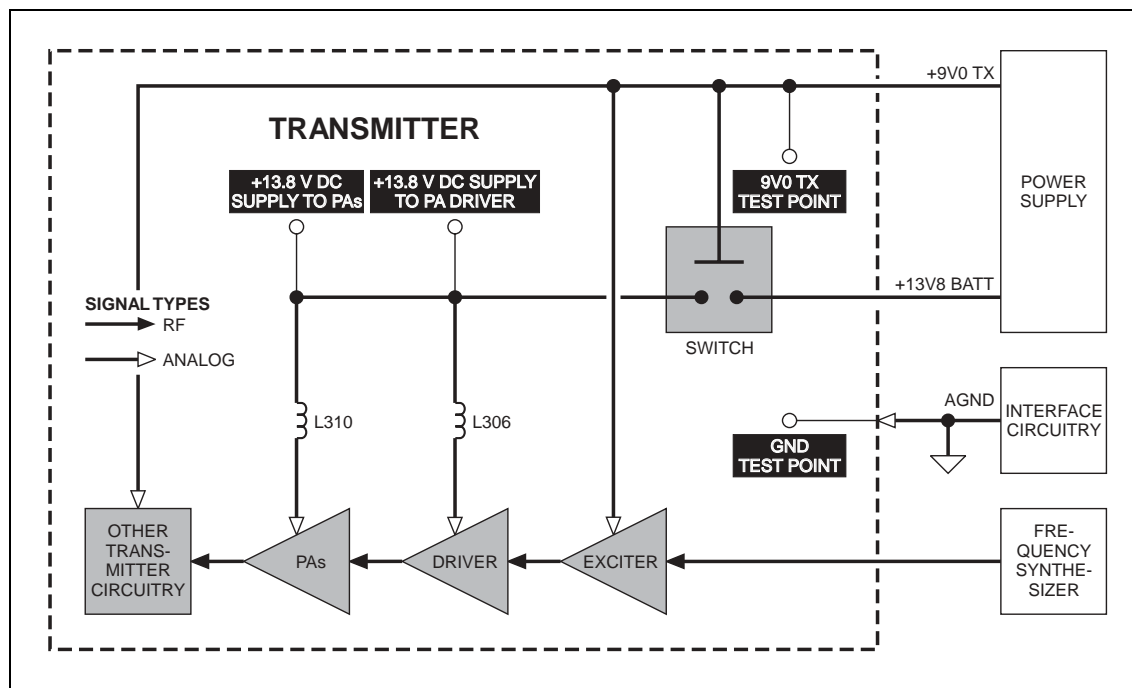 +9V0 TX
TRANSMITTER
POWER
SUPPLY
+13.8 V DC
SUPPLY TO PAs
+13.8 V DC SUPPLY
TO PA DRIVER
9V0 TX
TEST POINT
+13V8 BATT
SWITCH
SIGNAL TYPES
RF
ANALOG
L310
L306
AGND
INTERFACE
CIRCUITRY
GND
TEST POINT
OTHER
TRANS-
MITTER
CIRCUITRY
PAs
DRIVER
EXCITER
FRE-
QUENCY
SYNTHE-
SIZER